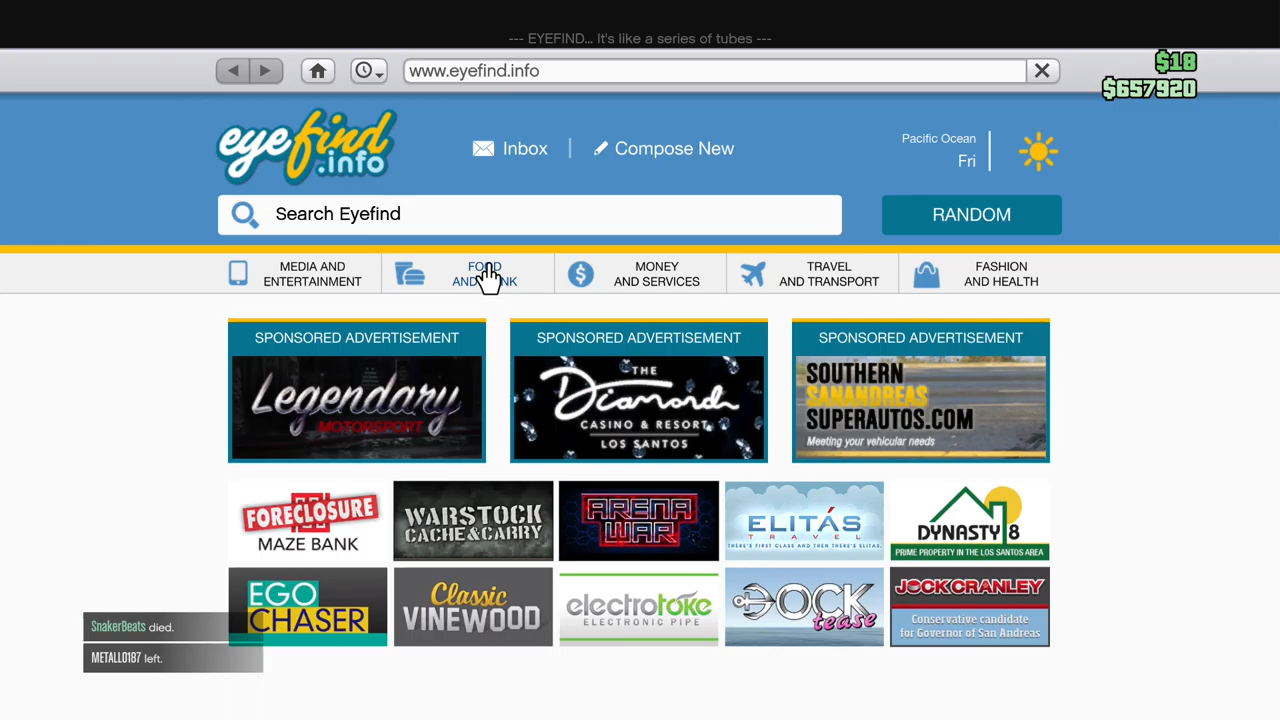 --- EYEFIND... It's like a series of tubes ---
www.eyefind.info
$18
$657920
eyefind.info
Inbox
Compose New
Pacific Ocean
Fri
Search Eyefind
RANDOM
MEDIA AND
ENTERTAINMENT
FOOD
MONEY
AND SERVICES
TRAVEL
AND TRANSPORT
FASHION
AND HEALTH
SPONSORED ADVERTISEMENT
Legendary
MOTORSPORT
SPONSORED ADVERTISEMENT
THE
Diamond
CASINO & RESORT
LOS SANTOS
SPONSORED ADVERTISEMENT
SOUTHERN
SANANDREAS
SUPERAUTOS.COM
Meeting your vehicular needs
FORECLOSURE
MAZE BANK
WARSTOCK
CACHE & CARRY
ARENA
WAR
ELITÁS
TRAVEL
THERE'S FIRST CLASS AND THEN THERE'S ELITAS.
DYNASTY 8
PRIME PROPERTY IN THE LOS SANTOS AREA
EGO
CHASER
Classic
VINEWOOD
electrotoke
ELECTRONIC PIPE
DOCK
tease
JOCK CRANLEY
Conservative candidate
for Governor of San Andreas
SnakerBeats died.
METALL0187 left.